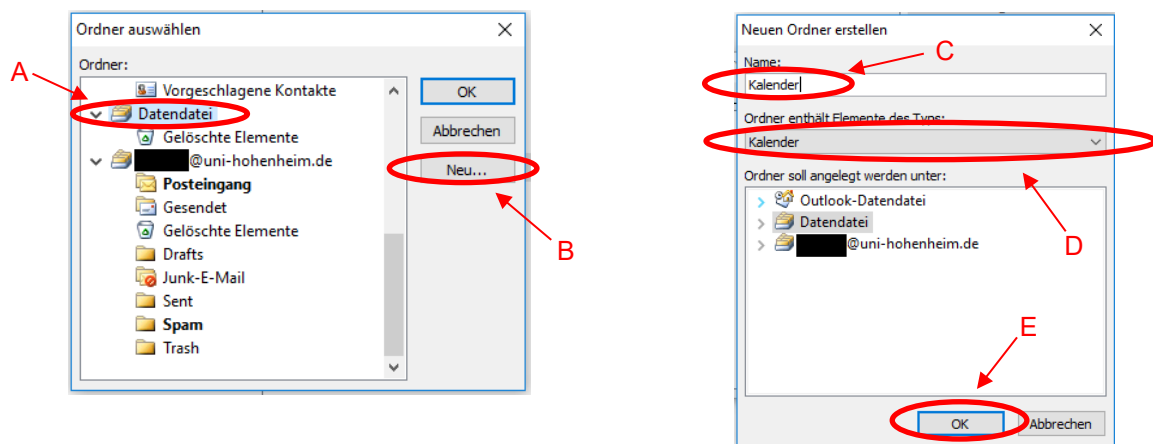 Ordner auswählen
Ordner:
A
Vorgeschlagene Kontakte
Datendatei
Gelöschte Elemente
@uni-hohenheim.de
Posteingang
Gesendet
Gelöschte Elemente
Drafts
Junk-E-Mail
Sent
Spam
Trash
OK
Abbrechen
Neu...
B
Neuen Ordner erstellen
C
Name:
Kalender
Ordner enthält Elemente des Typs:
Kalender
Ordner soll angelegt werden unter:
Outlook-Datendatei
Datendatei
@uni-hohenheim.de
D
E
OK
Abbrechen